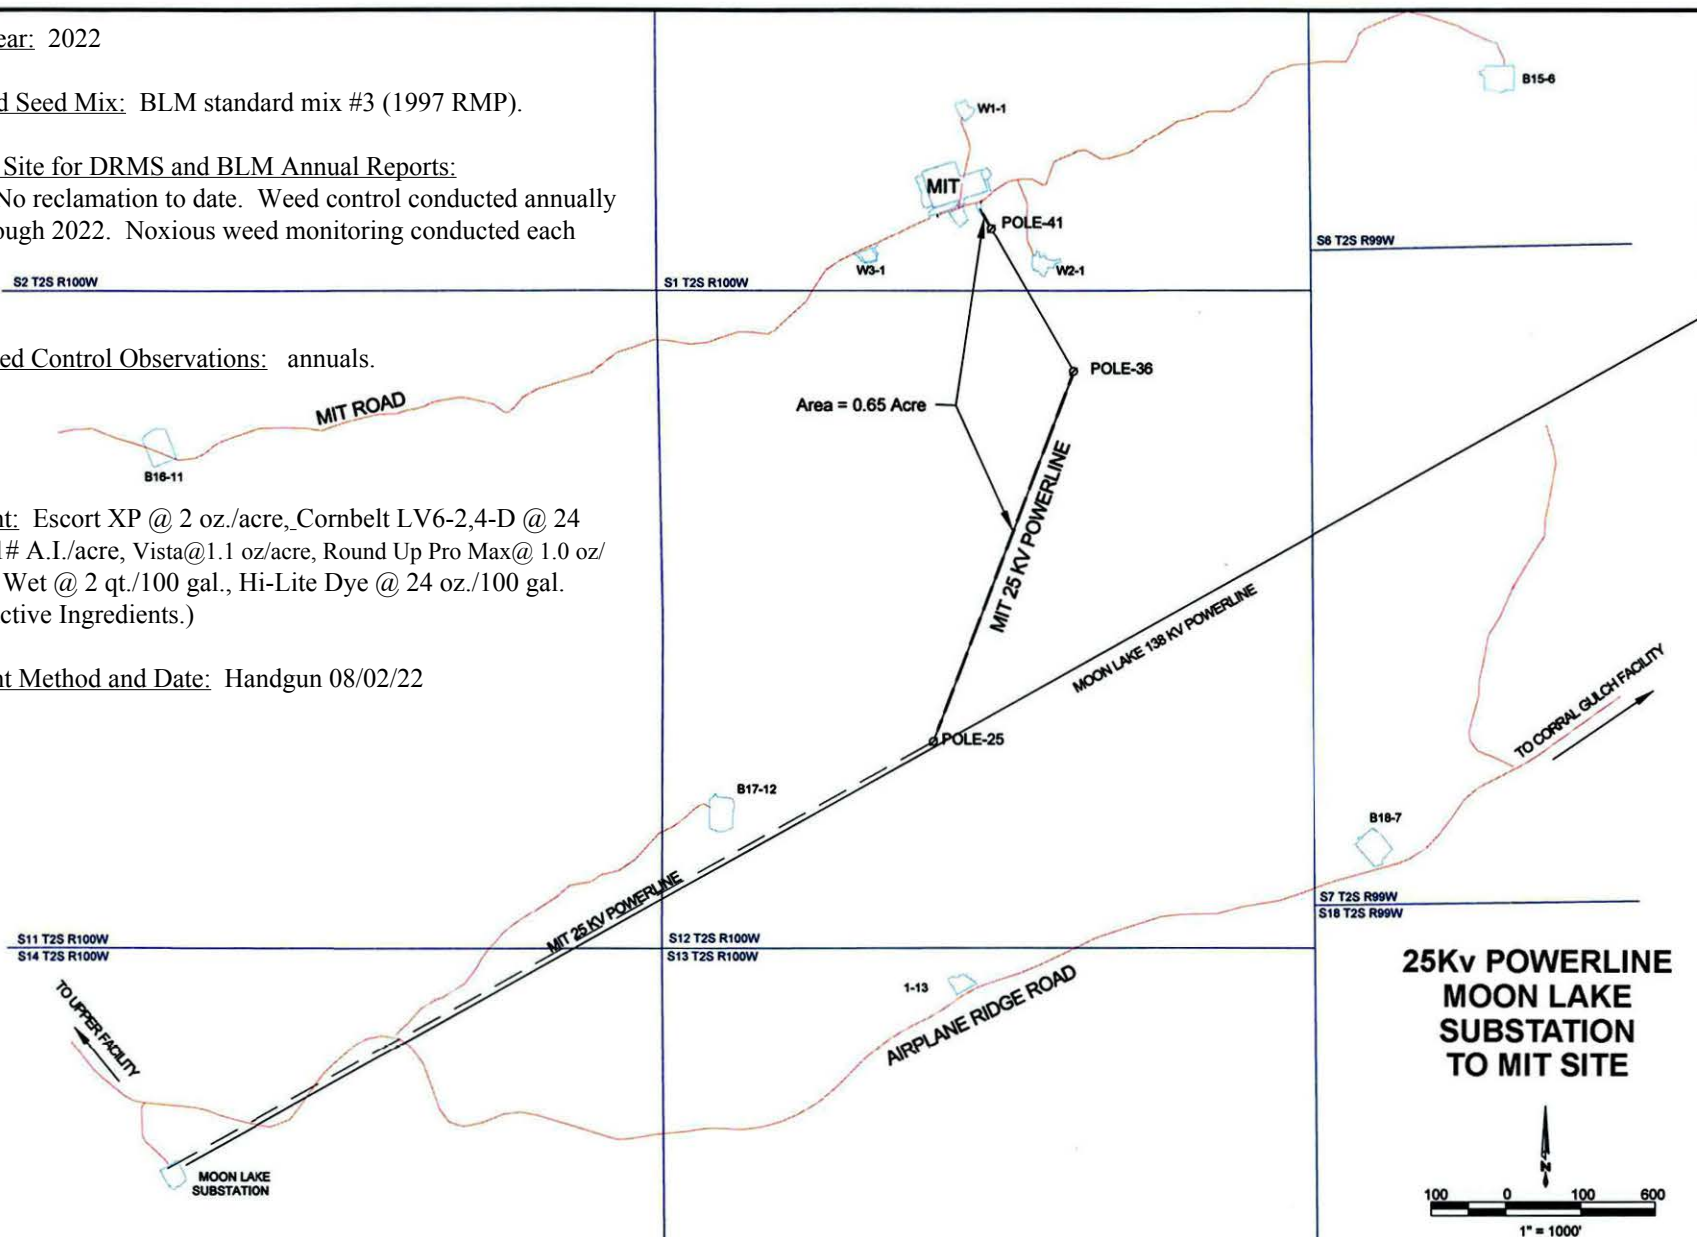 ear: 2022
d Seed Mix: BLM standard mix #3 (1997 RMP).
Site for DRMS and BLM Annual Reports:
No reclamation to date. Weed control conducted annually
ough 2022. Noxious weed monitoring conducted each
ed Control Observations: annuals.
nt: Escort XP @ 2 oz./acre, Cornbelt LV6-2,4-D @ 24
l# A.I./acre, Vista@1.1 oz/acre, Round Up Pro Max@ 1.0 oz/
Wet @ 2 qt./100 gal., Hi-Lite Dye @ 24 oz./100 gal.
ctive Ingredients.)
nt Method and Date: Handgun 08/02/22
B15-6
W1-1
MIT
POLE-41
W3-1
W2-1
S6 T2S R99W
S2 T2S R100W
S1 T2S R100W
POLE-36
MIT ROAD
Area = 0.65 Acre
B16-11
MIT 25 KV POWERLINE
MOON LAKE 138 KV POWERLINE
TO CORRAL GULCH FACILITY
POLE-25
B17-12
B18-7
MIT 25 KV POWERLINE
S7 T2S R99W
S18 T2S R99W
S11 T2S R100W
S14 T2S R100W
S12 T2S R100W
S13 T2S R100W
TO UPPER FACILITY
1-13
AIRPLANE RIDGE ROAD
MOON LAKE
SUBSTATION
25Kv POWERLINE
MOON LAKE
SUBSTATION
TO MIT SITE
N
100 0 100 600
1" = 1000'